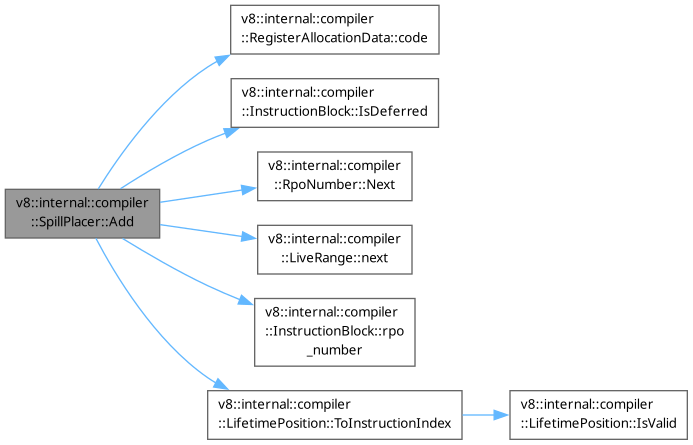 v8::internal::compiler
::RegisterAllocationData::code
v8::internal::compiler
::InstructionBlock::IsDeferred
v8::internal::compiler
::RpoNumber::Next
v8::internal::compiler
::SpillPlacer::Add
v8::internal::compiler
::LiveRange::next
v8::internal::compiler
::InstructionBlock::rpo
_number
v8::internal::compiler
::LifetimePosition::ToInstructionIndex
v8::internal::compiler
::LifetimePosition::IsValid